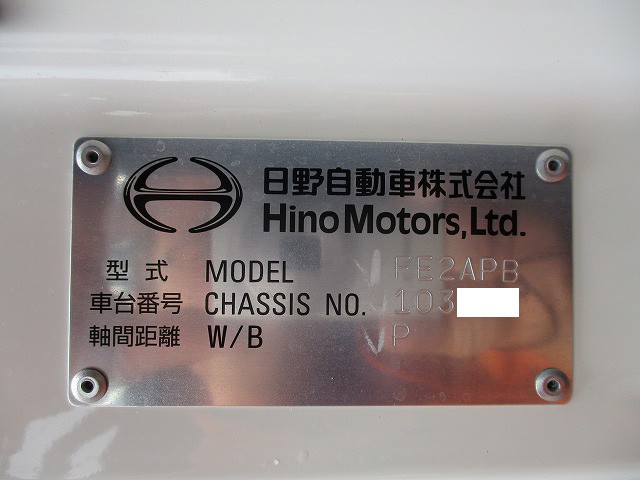 日野自動車株式会社
Hino Motors, Ltd.
型式 MODEL FE2APB
車台番号 CHASSIS NO. 103
軸間距離 W/B P